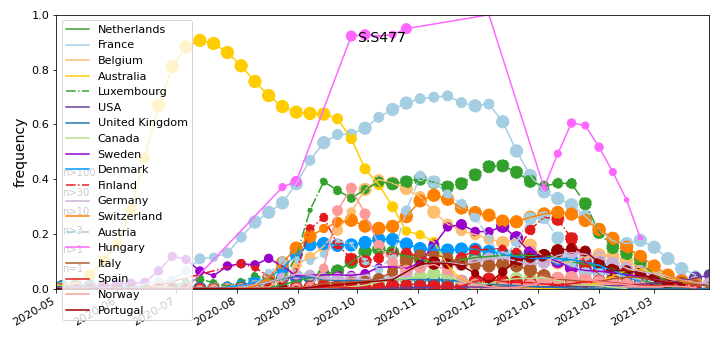 S.S477
frequency
1.0
0.8
0.6
0.4
0.2
0.0
Netherlands
France
Belgium
Australia
Luxembourg
USA
United Kingdom
Canada
Sweden
Denmark
Finland
Germany
Switzerland
Austria
Hungary
Italy
Spain
Norway
Portugal
n>100
n>30
n>10
n>3
n>1
n=1
2020-05
2020-07
2020-08
2020-09
2020-10
2020-11
2020-12
2021-01
2021-02
2021-03